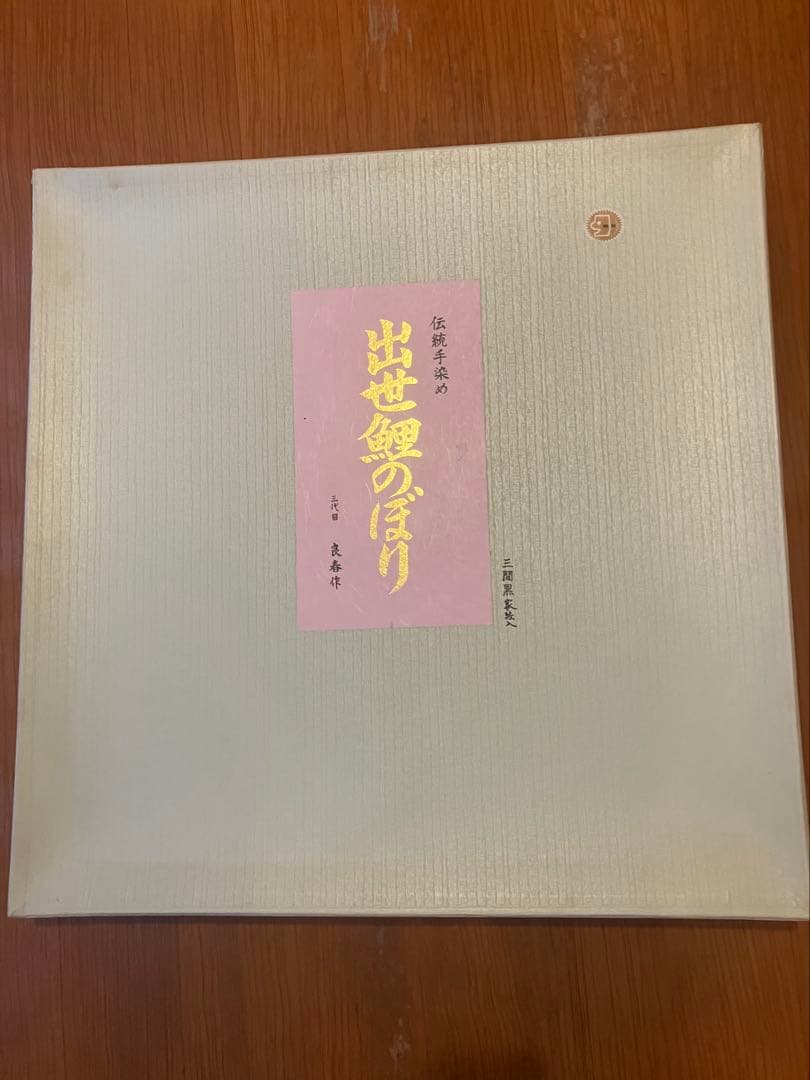 伝統手染め
出世鯉のぼり
三代目 良春作
三間黒家紋入